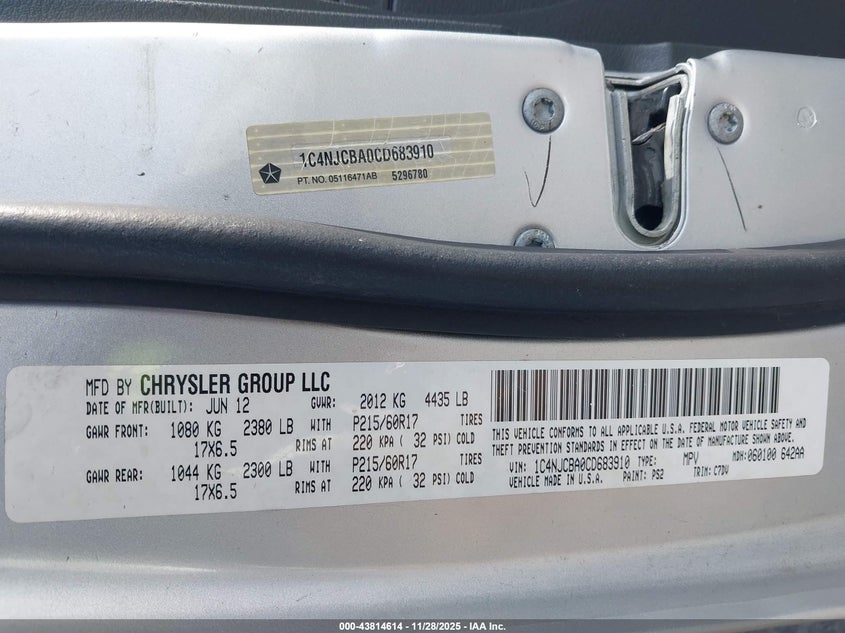 1C4NJCBA0CD683910
PT. NO. 05116471AB 5296780
MFD BY CHRYSLER GROUP LLC
DATE OF MFR(BUILT): JUN 12 GVWR: 2012 KG 4435 LB
GAWR FRONT: 1080 KG 2380 LB WITH P215/60R17 TIRES
17X6.5 RIMS AT 220 KPA ( 32 PSI) COLD
GAWR REAR: 1044 KG 2300 LB WITH P215/60R17 TIRES
17X6.5 RIMS AT 220 KPA ( 32 PSI) COLD
THIS VEHICLE CONFORMS TO ALL APPLICABLE U.S.A. FEDERAL MOTOR VEHICLE SAFETY AND
THEFT PREVENTION STANDARDS IN EFFECT ON THE DATE OF MANUFACTURE SHOWN ABOVE.
VIN: 1C4NJCBA0CD683910 TYPE: MPV MDH:060100 642AA
VEHICLE MADE IN U.S.A. PAINT: PS2 TRIM: C7DV
000-43814614 | 11/28/2025 - IAA Inc.